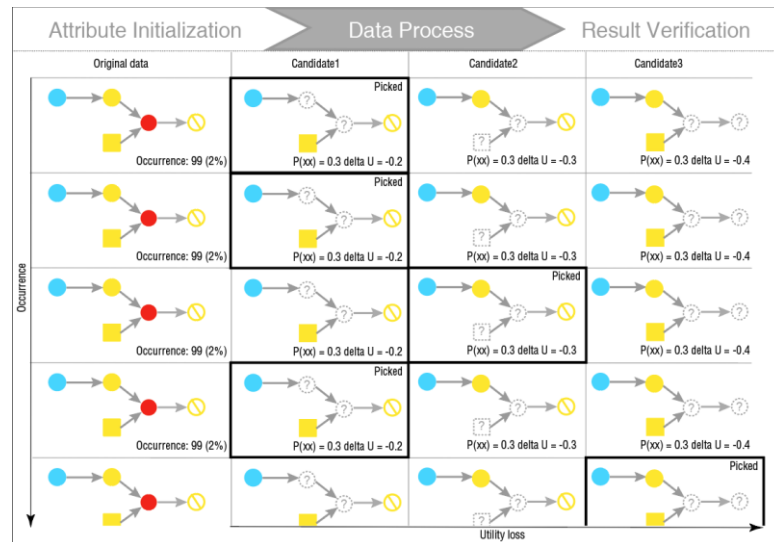 Attribute Initialization
Data Process
Result Verification
Original data
Candidate1
Candidate2
Candidate3
Picked
?
?
?
?
?
?
Occurrence: 99 (2%)
P(xx) = 0.3 delta U = -0.2
P(xx) = 0.3 delta U = -0.3
P(xx) = 0.3 delta U = -0.4
Picked
?
?
?
?
?
?
Occurrence: 99 (2%)
P(xx) = 0.3 delta U = -0.2
P(xx) = 0.3 delta U = -0.3
P(xx) = 0.3 delta U = -0.4
Occurrence
Picked
?
?
?
?
?
?
Occurrence: 99 (2%)
P(xx) = 0.3 delta U = -0.2
P(xx) = 0.3 delta U = -0.3
P(xx) = 0.3 delta U = -0.4
Picked
?
?
?
?
?
?
Occurrence: 99 (2%)
P(xx) = 0.3 delta U = -0.2
P(xx) = 0.3 delta U = -0.3
P(xx) = 0.3 delta U = -0.4
Picked
?
?
?
?
?
?
Utility loss